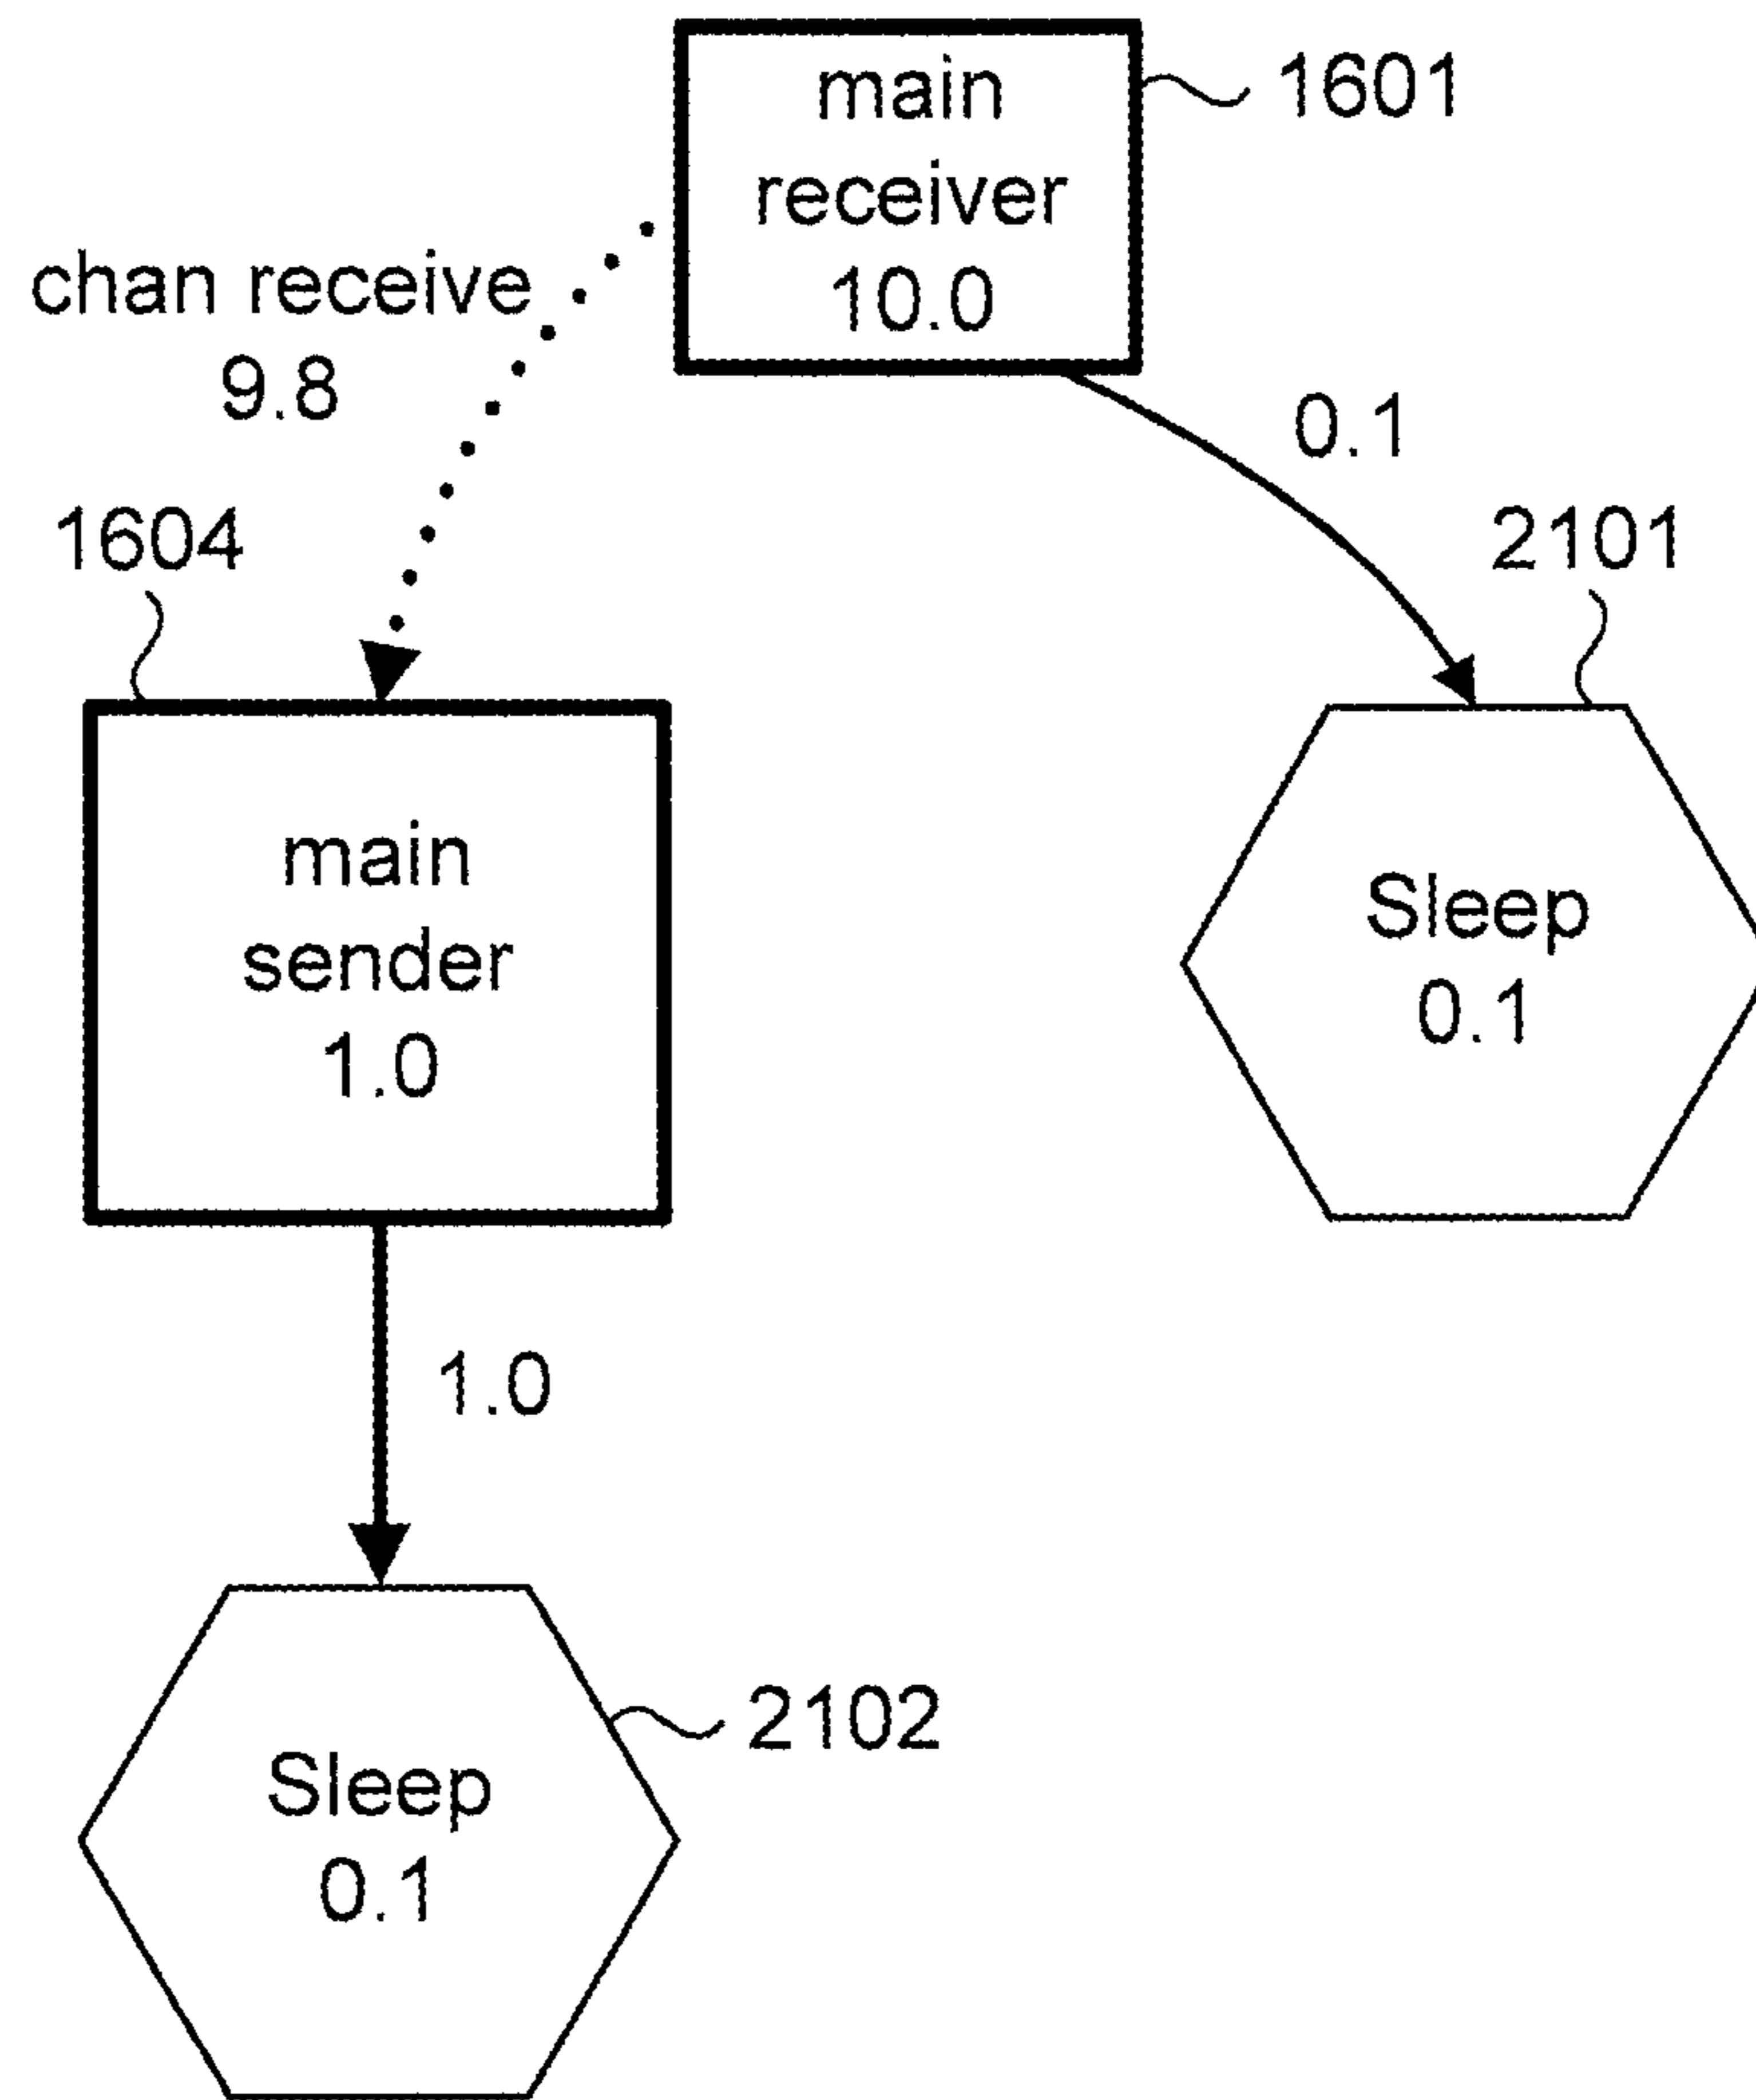 main
receiver
10.0
1601
chan receive
9.8
0.1
1604
2101
main
sender
1.0
Sleep
0.1
1.0
2102
Sleep
0.1